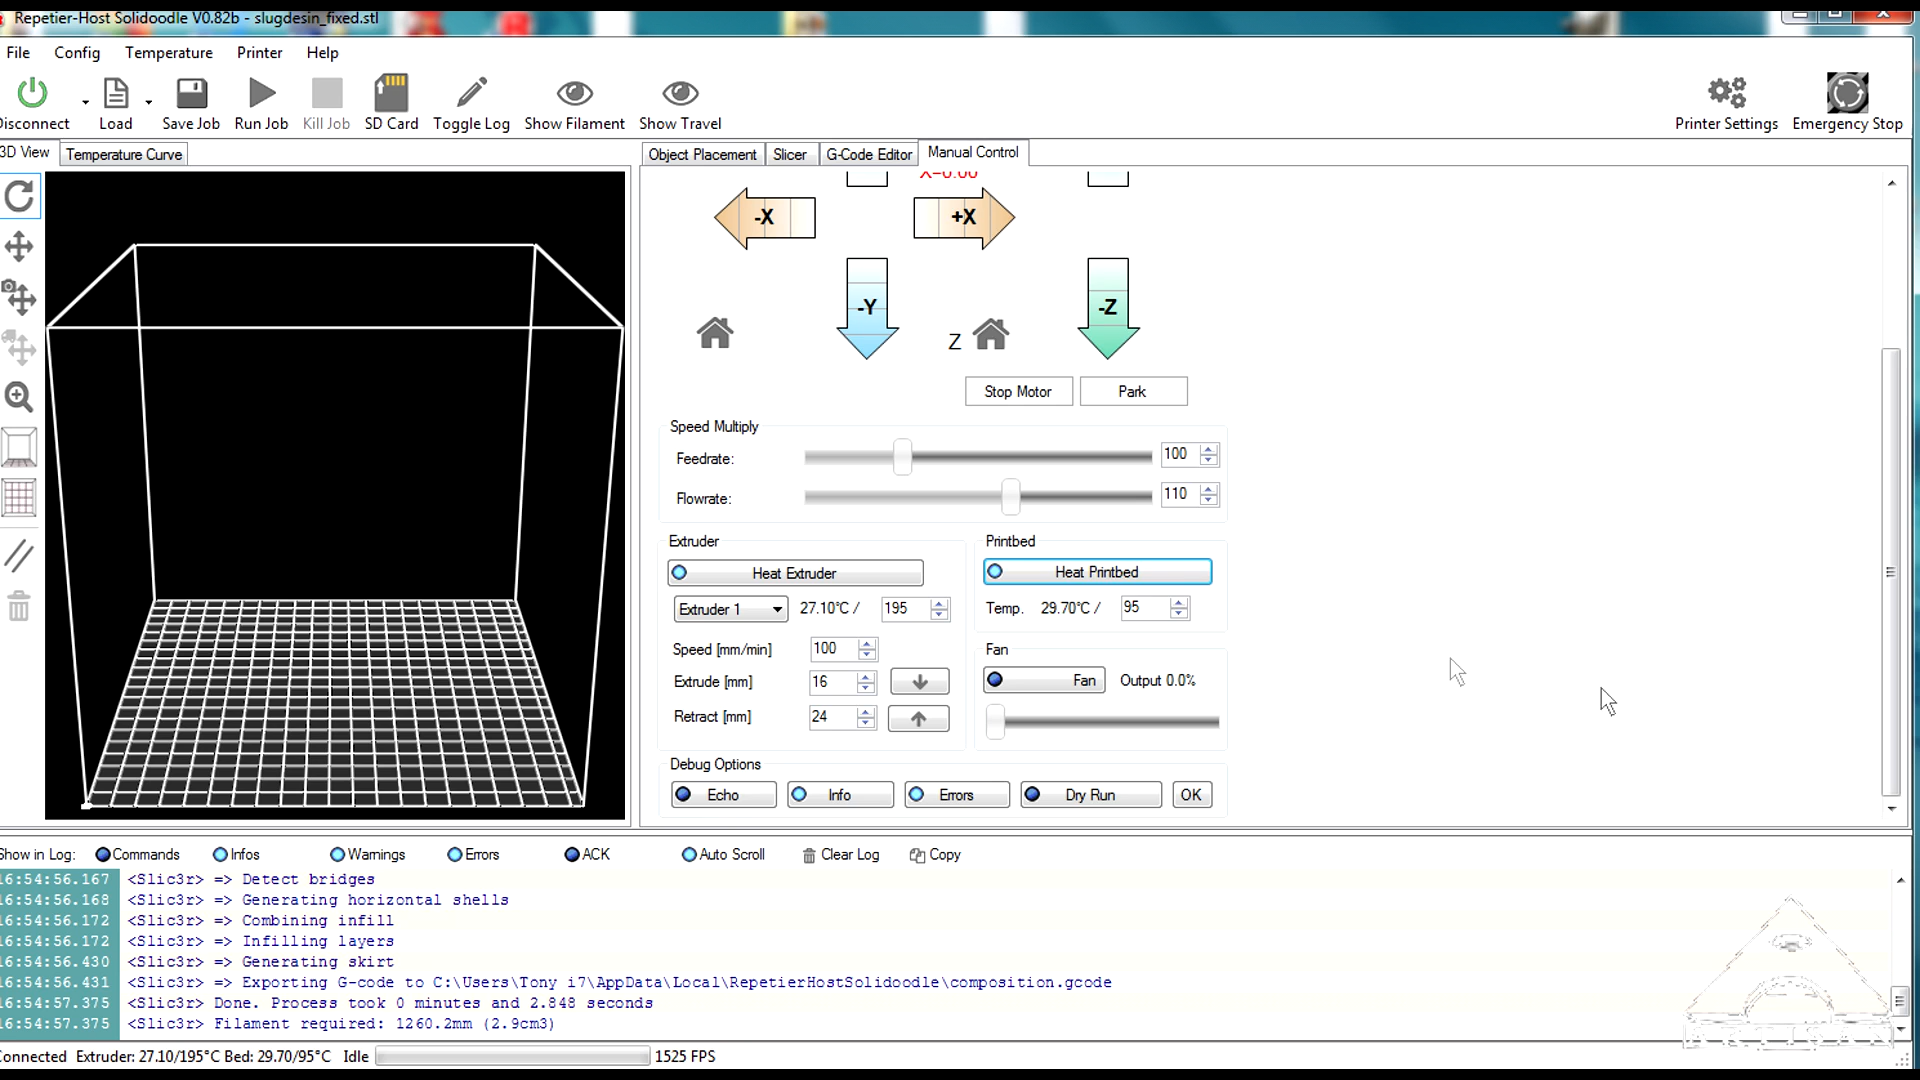 Repetier-Host Solidoodle V0.82b - slugdesin_fixed.stl
File Config Temperature Printer Help
Disconnect Load Save Job Run Job Kill Job SD Card Toggle Log Show Filament Show Travel Printer Settings Emergency Stop
3D View Temperature Curve Object Placement Slicer G-Code Editor Manual Control
X=0.00
-X +X
-Y -Z
Z
Stop Motor Park
Speed Multiply
Feedrate: 100
Flowrate: 110
Extruder Printbed
Heat Extruder Heat Printbed
Extruder 1 27.10°C / 195 Temp. 29.70°C / 95
Speed [mm/min] 100 Fan
Extrude [mm] 16 Fan Output 0.0%
Retract [mm] 24
Debug Options
Echo Info Errors Dry Run OK
Show in Log: Commands Infos Warnings Errors ACK Auto Scroll Clear Log Copy
16:54:56.167 <Slic3r> => Detect bridges
16:54:56.168 <Slic3r> => Generating horizontal shells
16:54:56.172 <Slic3r> => Combining infill
16:54:56.172 <Slic3r> => Infilling layers
16:54:56.430 <Slic3r> => Generating skirt
16:54:56.431 <Slic3r> => Exporting G-code to C:\Users\Tony i7\AppData\Local\RepetierHostSolidoodle\composition.gcode
16:54:57.375 <Slic3r> Done. Process took 0 minutes and 2.848 seconds
16:54:57.375 <Slic3r> Filament required: 1260.2mm (2.9cm3)
Connected Extruder: 27.10/195°C Bed: 29.70/95°C Idle 1525 FPS